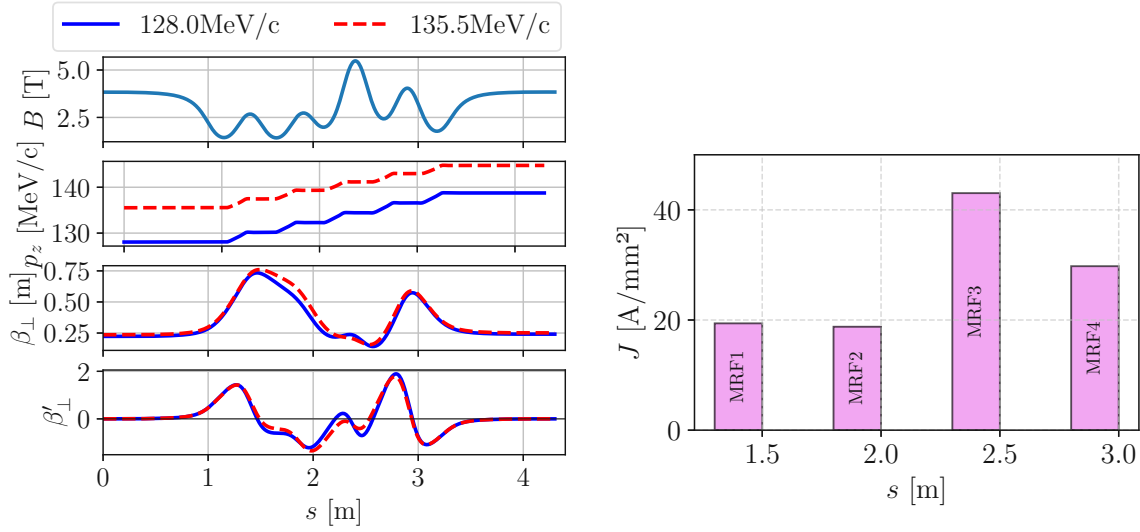 128.0MeV/c
135.5MeV/c
B [T]
5.0
2.5
p_z [MeV/c]
140
130
β_⊥ [m]
0.75
0.50
0.25
β′_⊥
2
0
0
1
2
3
4
s [m]
J [A/mm²]
40
20
0
MRF1
MRF2
MRF3
MRF4
1.5
2.0
2.5
3.0
s [m]